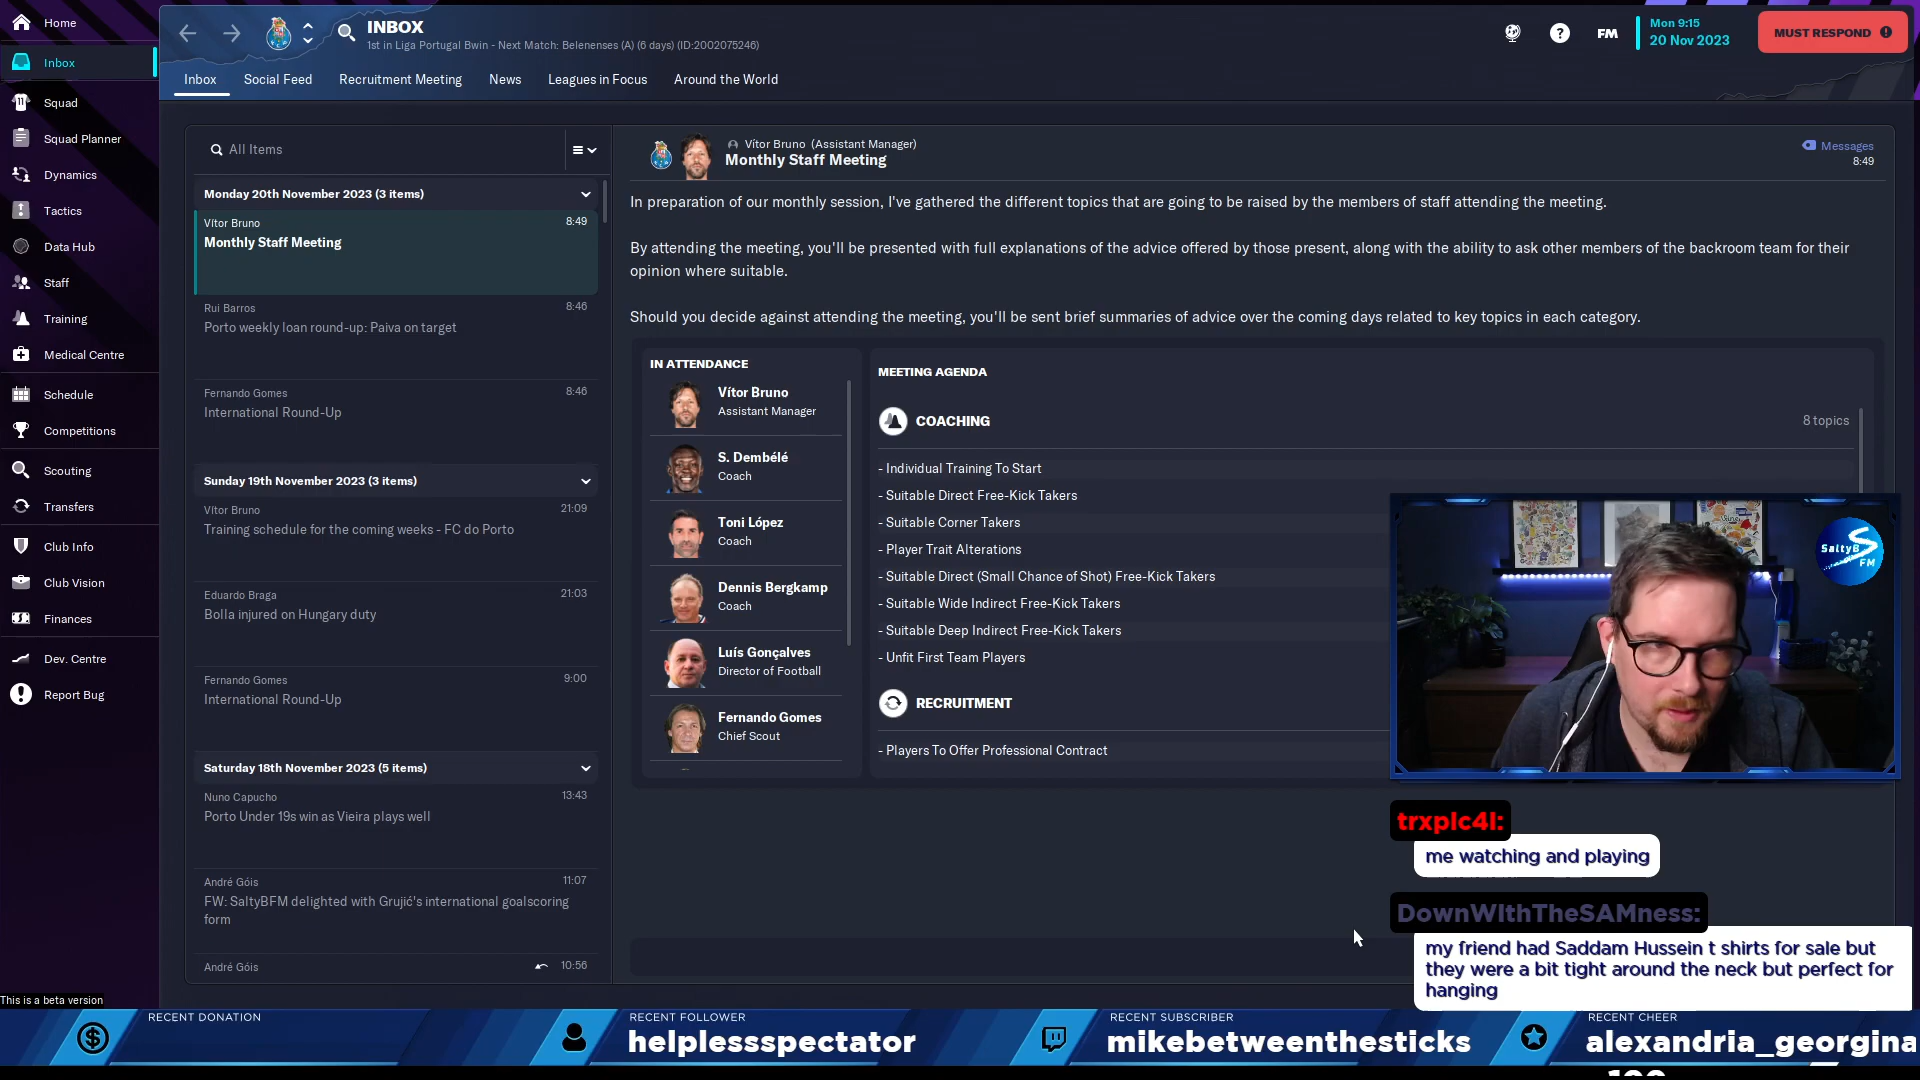 Home
Inbox
Squad
Squad Planner
Dynamics
Tactics
Data Hub
Staff
Training
Medical Centre
Schedule
Competitions
Scouting
Transfers
Club Info
Club Vision
Finances
Dev. Centre
Report Bug
This is a beta version
INBOX
1st in Liga Portugal Bwin - Next Match: Belenenses (A) (6 days) (ID:2002075246)
FM
Mon 9:15
20 Nov 2023
MUST RESPOND
Inbox Social Feed Recruitment Meeting News Leagues in Focus Around the World
All Items
Monday 20th November 2023 (3 items)
Vítor Bruno 8:49
Monthly Staff Meeting
Rui Barros 8:46
Porto weekly loan round-up: Paiva on target
Fernando Gomes 8:46
International Round-Up
Sunday 19th November 2023 (3 items)
Vítor Bruno 21:09
Training schedule for the coming weeks - FC do Porto
Eduardo Braga 21:03
Bolla injured on Hungary duty
Fernando Gomes 9:00
International Round-Up
Saturday 18th November 2023 (5 items)
Nuno Capucho 13:43
Porto Under 19s win as Vieira plays well
André Góis 11:07
FW: SaltyBFM delighted with Grujić's international goalscoring
form
André Góis 10:56
Vítor Bruno (Assistant Manager)
Monthly Staff Meeting
Messages
8:49
In preparation of our monthly session, I've gathered the different topics that are going to be raised by the members of staff attending the meeting.
By attending the meeting, you'll be presented with full explanations of the advice offered by those present, along with the ability to ask other members of the backroom team for their
opinion where suitable.
Should you decide against attending the meeting, you'll be sent brief summaries of advice over the coming days related to key topics in each category.
IN ATTENDANCE
Vítor Bruno
Assistant Manager
S. Dembélé
Coach
Toni López
Coach
Dennis Bergkamp
Coach
Luís Gonçalves
Director of Football
Fernando Gomes
Chief Scout
MEETING AGENDA
COACHING 8 topics
- Individual Training To Start
- Suitable Direct Free-Kick Takers
- Suitable Corner Takers
- Player Trait Alterations
- Suitable Direct (Small Chance of Shot) Free-Kick Takers
- Suitable Wide Indirect Free-Kick Takers
- Suitable Deep Indirect Free-Kick Takers
- Unfit First Team Players
RECRUITMENT
- Players To Offer Professional Contract
SaltyB
FM
trxplc4l:
me watching and playing
DownWIthTheSAMness:
my friend had Saddam Hussein t shirts for sale but
they were a bit tight around the neck but perfect for
hanging
RECENT DONATION
RECENT FOLLOWER
helplessspectator
RECENT SUBSCRIBER
mikebetweenthesticks
RECENT CHEER
alexandria_georgina